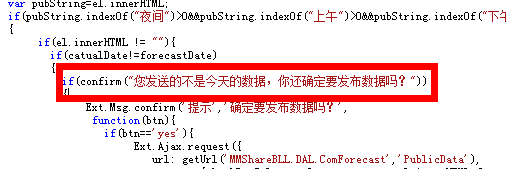 var pubString=el.innerHTML;
if(pubString.indexOf("夜间")>0&&pubString.indexOf("上午")>0&&pubString.indexOf("下午
{
if(el.innerHTML != ""){
if(catualDate!=forecastDate)
{
if(confirm("您发送的不是今天的数据，你还确定要发布数据吗？"))
{
Ext.Msg.confirm('提示','确定要发布数据吗？',
function(btn){
if(btn=='yes'){
Ext.Ajax.request({
url: getUrl('MMShareBLL.DAL.ComForecast','PublicData'),